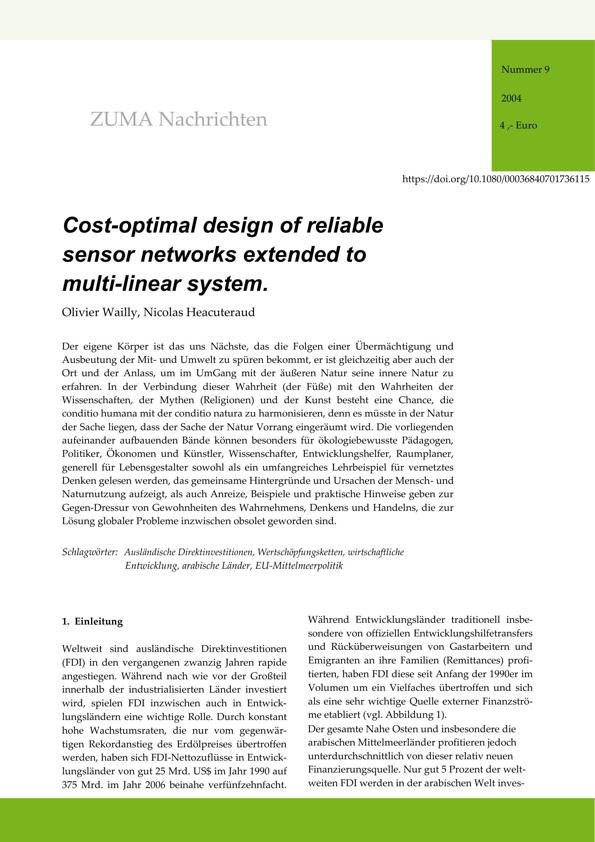 Nummer 9
2004
4 ,- Euro
ZUMA Nachrichten
https://doi.org/10.1080/00036840701736115
Cost-optimal design of reliable
sensor networks extended to
multi-linear system.
Olivier Wailly, Nicolas Heacuteraud
Der eigene Körper ist das uns Nächste, das die Folgen einer Übermächtigung und
Ausbeutung der Mit- und Umwelt zu spüren bekommt, er ist gleichzeitig aber auch der
Ort und der Anlass, um im UmGang mit der äußeren Natur seine innere Natur zu
erfahren. In der Verbindung dieser Wahrheit (der Füße) mit den Wahrheiten der
Wissenschaften, der Mythen (Religionen) und der Kunst besteht eine Chance, die
conditio humana mit der conditio natura zu harmonisieren, denn es müsste in der Natur
der Sache liegen, dass der Sache der Natur Vorrang eingeräumt wird. Die vorliegenden
aufeinander aufbauenden Bände können besonders für ökologiebewusste Pädagogen,
Politiker, Ökonomen und Künstler, Wissenschafter, Entwicklungshelfer, Raumplaner,
generell für Lebensgestalter sowohl als ein umfangreiches Lehrbeispiel für vernetztes
Denken gelesen werden, das gemeinsame Hintergründe und Ursachen der Mensch- und
Naturnutzung aufzeigt, als auch Anreize, Beispiele und praktische Hinweise geben zur
Gegen-Dressur von Gewohnheiten des Wahrnehmens, Denkens und Handelns, die zur
Lösung globaler Probleme inzwischen obsolet geworden sind.
Schlagwörter: Ausländische Direktinvestitionen, Wertschöpfungsketten, wirtschaftliche
Entwicklung, arabische Länder, EU-Mittelmeerpolitik
1. Einleitung
Weltweit sind ausländische Direktinvestitionen
(FDI) in den vergangenen zwanzig Jahren rapide
angestiegen. Während nach wie vor der Großteil
innerhalb der industrialisierten Länder investiert
wird, spielen FDI inzwischen auch in Entwick-
lungsländern eine wichtige Rolle. Durch konstant
hohe Wachstumsraten, die nur vom gegenwär-
tigen Rekordanstieg des Erdölpreises übertroffen
werden, haben sich FDI-Nettozuflüsse in Entwick-
lungsländer von gut 25 Mrd. US$ im Jahr 1990 auf
375 Mrd. im Jahr 2006 beinahe verfünfzehnfacht.
Während Entwicklungsländer traditionell insbe-
sondere von offiziellen Entwicklungshilfetransfers
und Rücküberweisungen von Gastarbeitern und
Emigranten an ihre Familien (Remittances) profi-
tierten, haben FDI diese seit Anfang der 1990er im
Volumen um ein Vielfaches übertroffen und sich
als eine sehr wichtige Quelle externer Finanzströ-
me etabliert (vgl. Abbildung 1).
Der gesamte Nahe Osten und insbesondere die
arabischen Mittelmeerländer profitieren jedoch
unterdurchschnittlich von dieser relativ neuen
Finanzierungsquelle. Nur gut 5 Prozent der welt-
weiten FDI werden in der arabischen Welt inves-